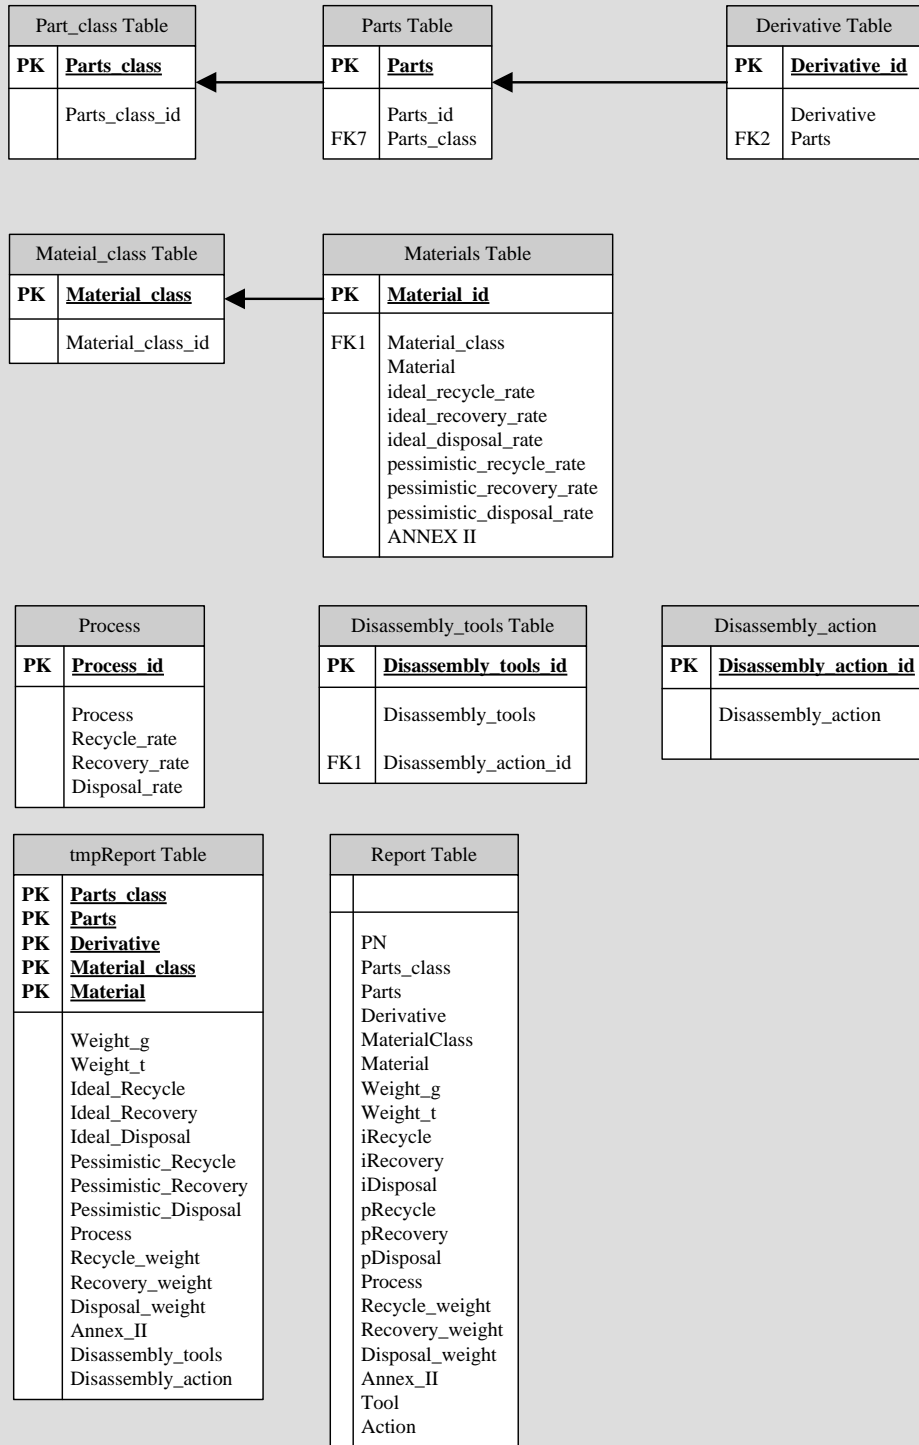 Part_class Table
PK Parts_class
Parts_class_id
Parts Table
PK Parts
Parts_id
FK7 Parts_class
Derivative Table
PK Derivative_id
Derivative
FK2 Parts
Mateial_class Table
PK Material_class
Material_class_id
Materials Table
PK Material_id
FK1 Material_class
Material
ideal_recycle_rate
ideal_recovery_rate
ideal_disposal_rate
pessimistic_recycle_rate
pessimistic_recovery_rate
pessimistic_disposal_rate
ANNEX II
Process
PK Process_id
Process
Recycle_rate
Recovery_rate
Disposal_rate
Disassembly_tools Table
PK Disassembly_tools_id
Disassembly_tools
FK1 Disassembly_action_id
Disassembly_action
PK Disassembly_action_id
Disassembly_action
tmpReport Table
PK Parts_class
PK Parts
PK Derivative
PK Material_class
PK Material
Weight_g
Weight_t
Ideal_Recycle
Ideal_Recovery
Ideal_Disposal
Pessimistic_Recycle
Pessimistic_Recovery
Pessimistic_Disposal
Process
Recycle_weight
Recovery_weight
Disposal_weight
Annex_II
Disassembly_tools
Disassembly_action
Report Table
PN
Parts_class
Parts
Derivative
MaterialClass
Material
Weight_g
Weight_t
iRecycle
iRecovery
iDisposal
pRecycle
pRecovery
pDisposal
Process
Recycle_weight
Recovery_weight
Disposal_weight
Annex_II
Tool
Action